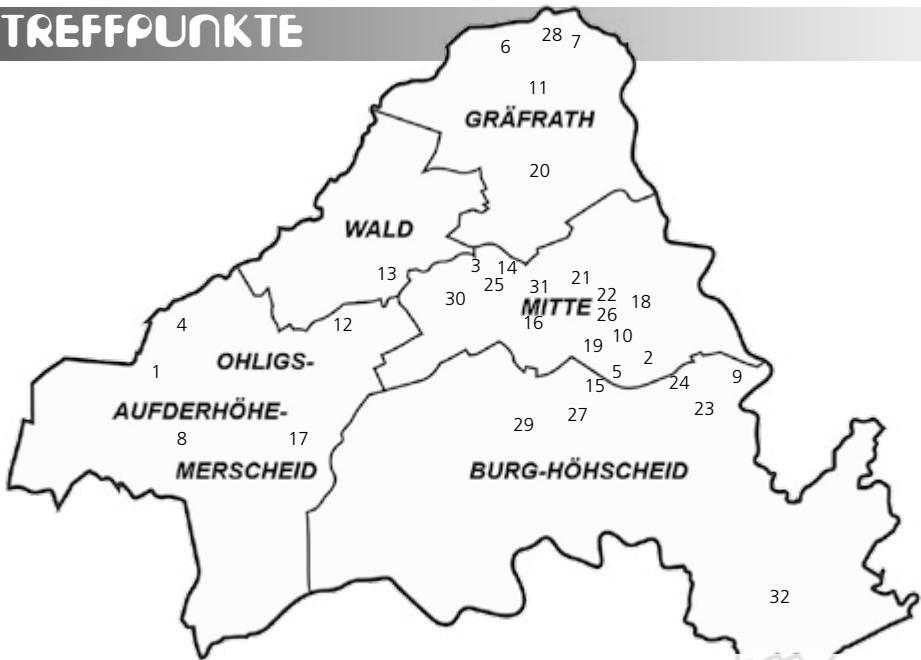 TREFFPUNKTE
28
6 7
11
GRÄFRATH
20
WALD
3 14
13 25 31 21
30 22 18
MITTE 26
16
4 12 10
19
OHLIGS- 2
1 5 9
15 24
AUFDERHÖHE- 23
27
8 17 29
MERSCHEID BURG-HÖHSCHEID
32